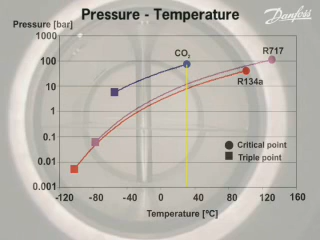 Pressure - Temperature
Danfoss
Pressure [bar]
1000
100
10
1
0.1
0.01
0.001
CO2
R717
R134a
Critical point
Triple point
-120 -80 -40 0 40 80 120 160
Temperature [ºC]